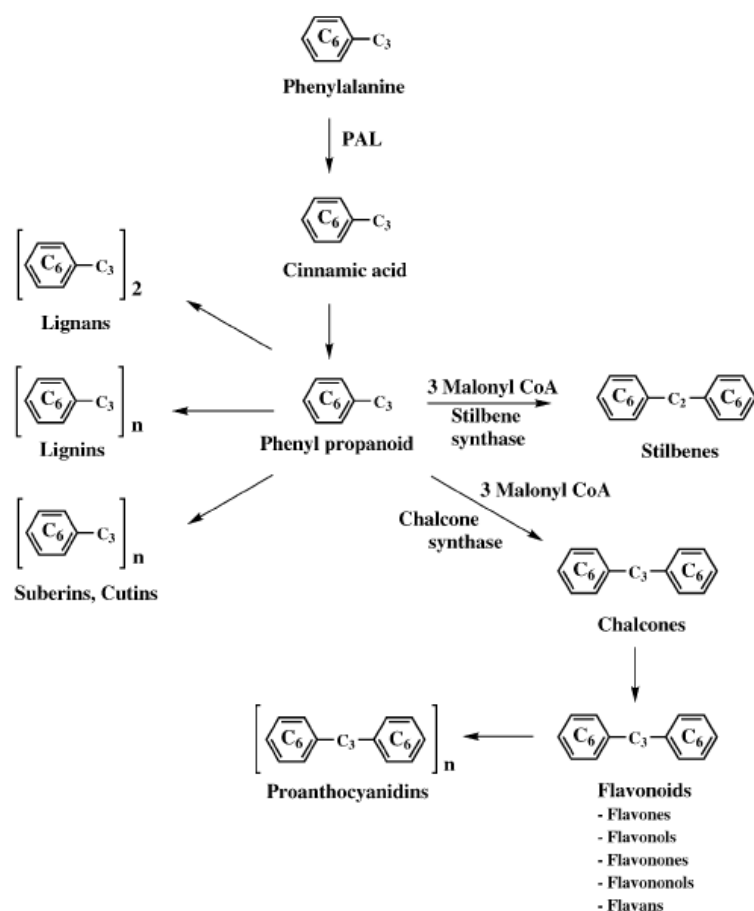 C6 C3
Phenylalanine
PAL
C6 C3
Cinnamic acid
C6 C3 2
Lignans
C6 C3 n
Lignins
C6 C3
Phenyl propanoid
3 Malonyl CoA
Stilbene
synthase
C6 C2 C6
Stilbenes
C6 C3 n
Suberins, Cutins
3 Malonyl CoA
Chalcone
synthase
C6 C3 C6
Chalcones
C6 C3 C6 n
Proanthocyanidins
C6 C3 C6
Flavonoids
- Flavones
- Flavonols
- Flavonones
- Flavononols
- Flavans